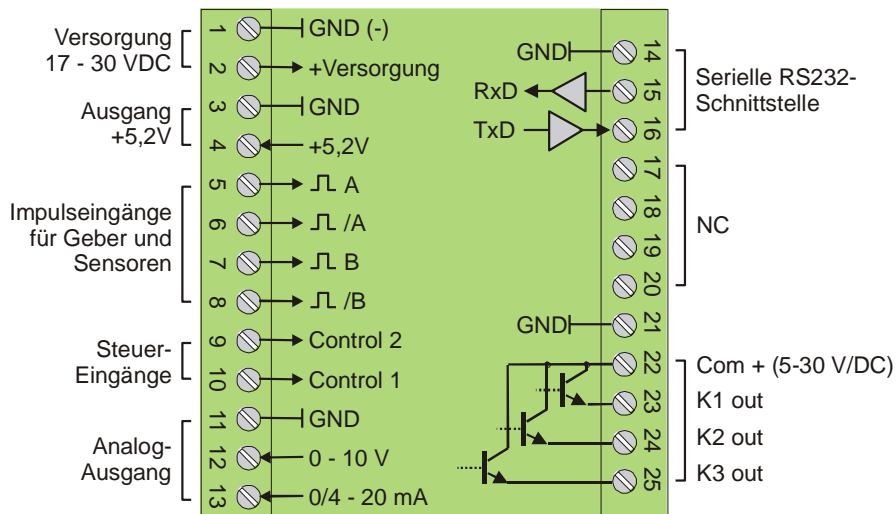 Versorgung
17 - 30 VDC
Ausgang
+5,2V
Impulseingänge
für Geber und
Sensoren
Steuer-
Eingänge
Analog-
Ausgang
1 GND (-)
2 +Versorgung
3 GND
4 +5,2V
5 A
6 /A
7 B
8 /B
9 Control 2
10 Control 1
11 GND
12 0 - 10 V
13 0/4 - 20 mA
GND 14
RxD 15
TxD 16
17
18
19
20
GND 21
22
23
24
25
Serielle RS232-
Schnittstelle
NC
Com + (5-30 V/DC)
K1 out
K2 out
K3 out